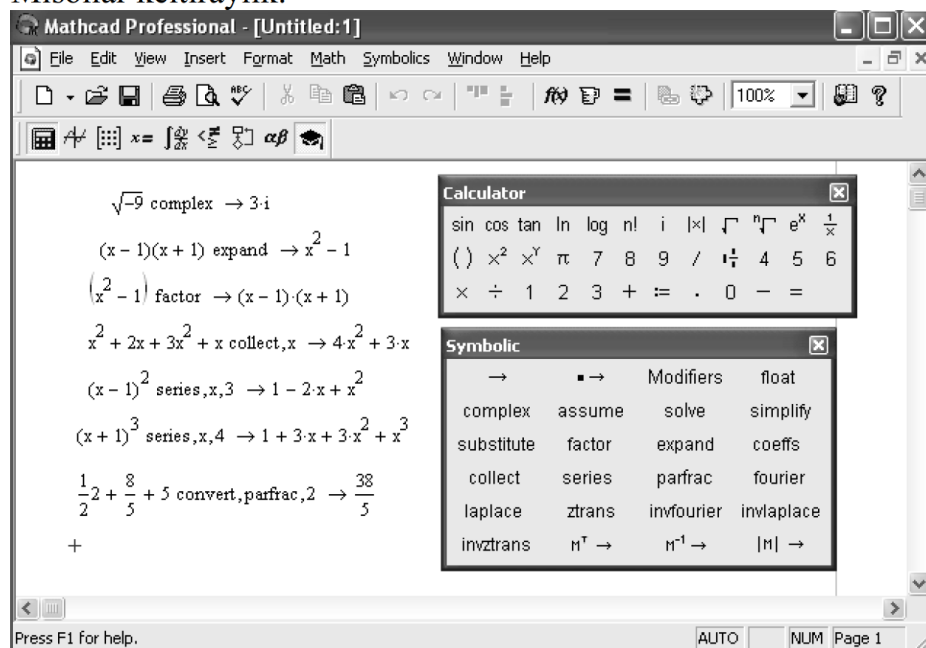 Misollar keltiraylik.
Mathcad Professional - [Untitled:1]
File Edit View Insert Format Math Symbolics Window Help
100%
√-9 complex → 3·i
(x − 1)(x + 1) expand → x² − 1
(x² − 1) factor → (x − 1)·(x + 1)
x² + 2x + 3x² + x collect,x → 4·x² + 3·x
(x − 1)² series,x,3 → 1 − 2·x + x²
(x + 1)³ series,x,4 → 1 + 3·x + 3·x² + x³
1/2 2 + 8/5 + 5 convert,parfrac,2 → 38/5
+
Calculator
sin cos tan ln log n! i |×| √ ⁿ√ eˣ 1/x
( ) ×² ×ʸ π 7 8 9 / 4 5 6
× ÷ 1 2 3 + := . 0 − =
Symbolic
→ ▪→ Modifiers float
complex assume solve simplify
substitute factor expand coeffs
collect series parfrac fourier
laplace ztrans invfourier invlaplace
invztrans Mᵀ → M⁻¹ → |M| →
Press F1 for help.
AUTO NUM Page 1